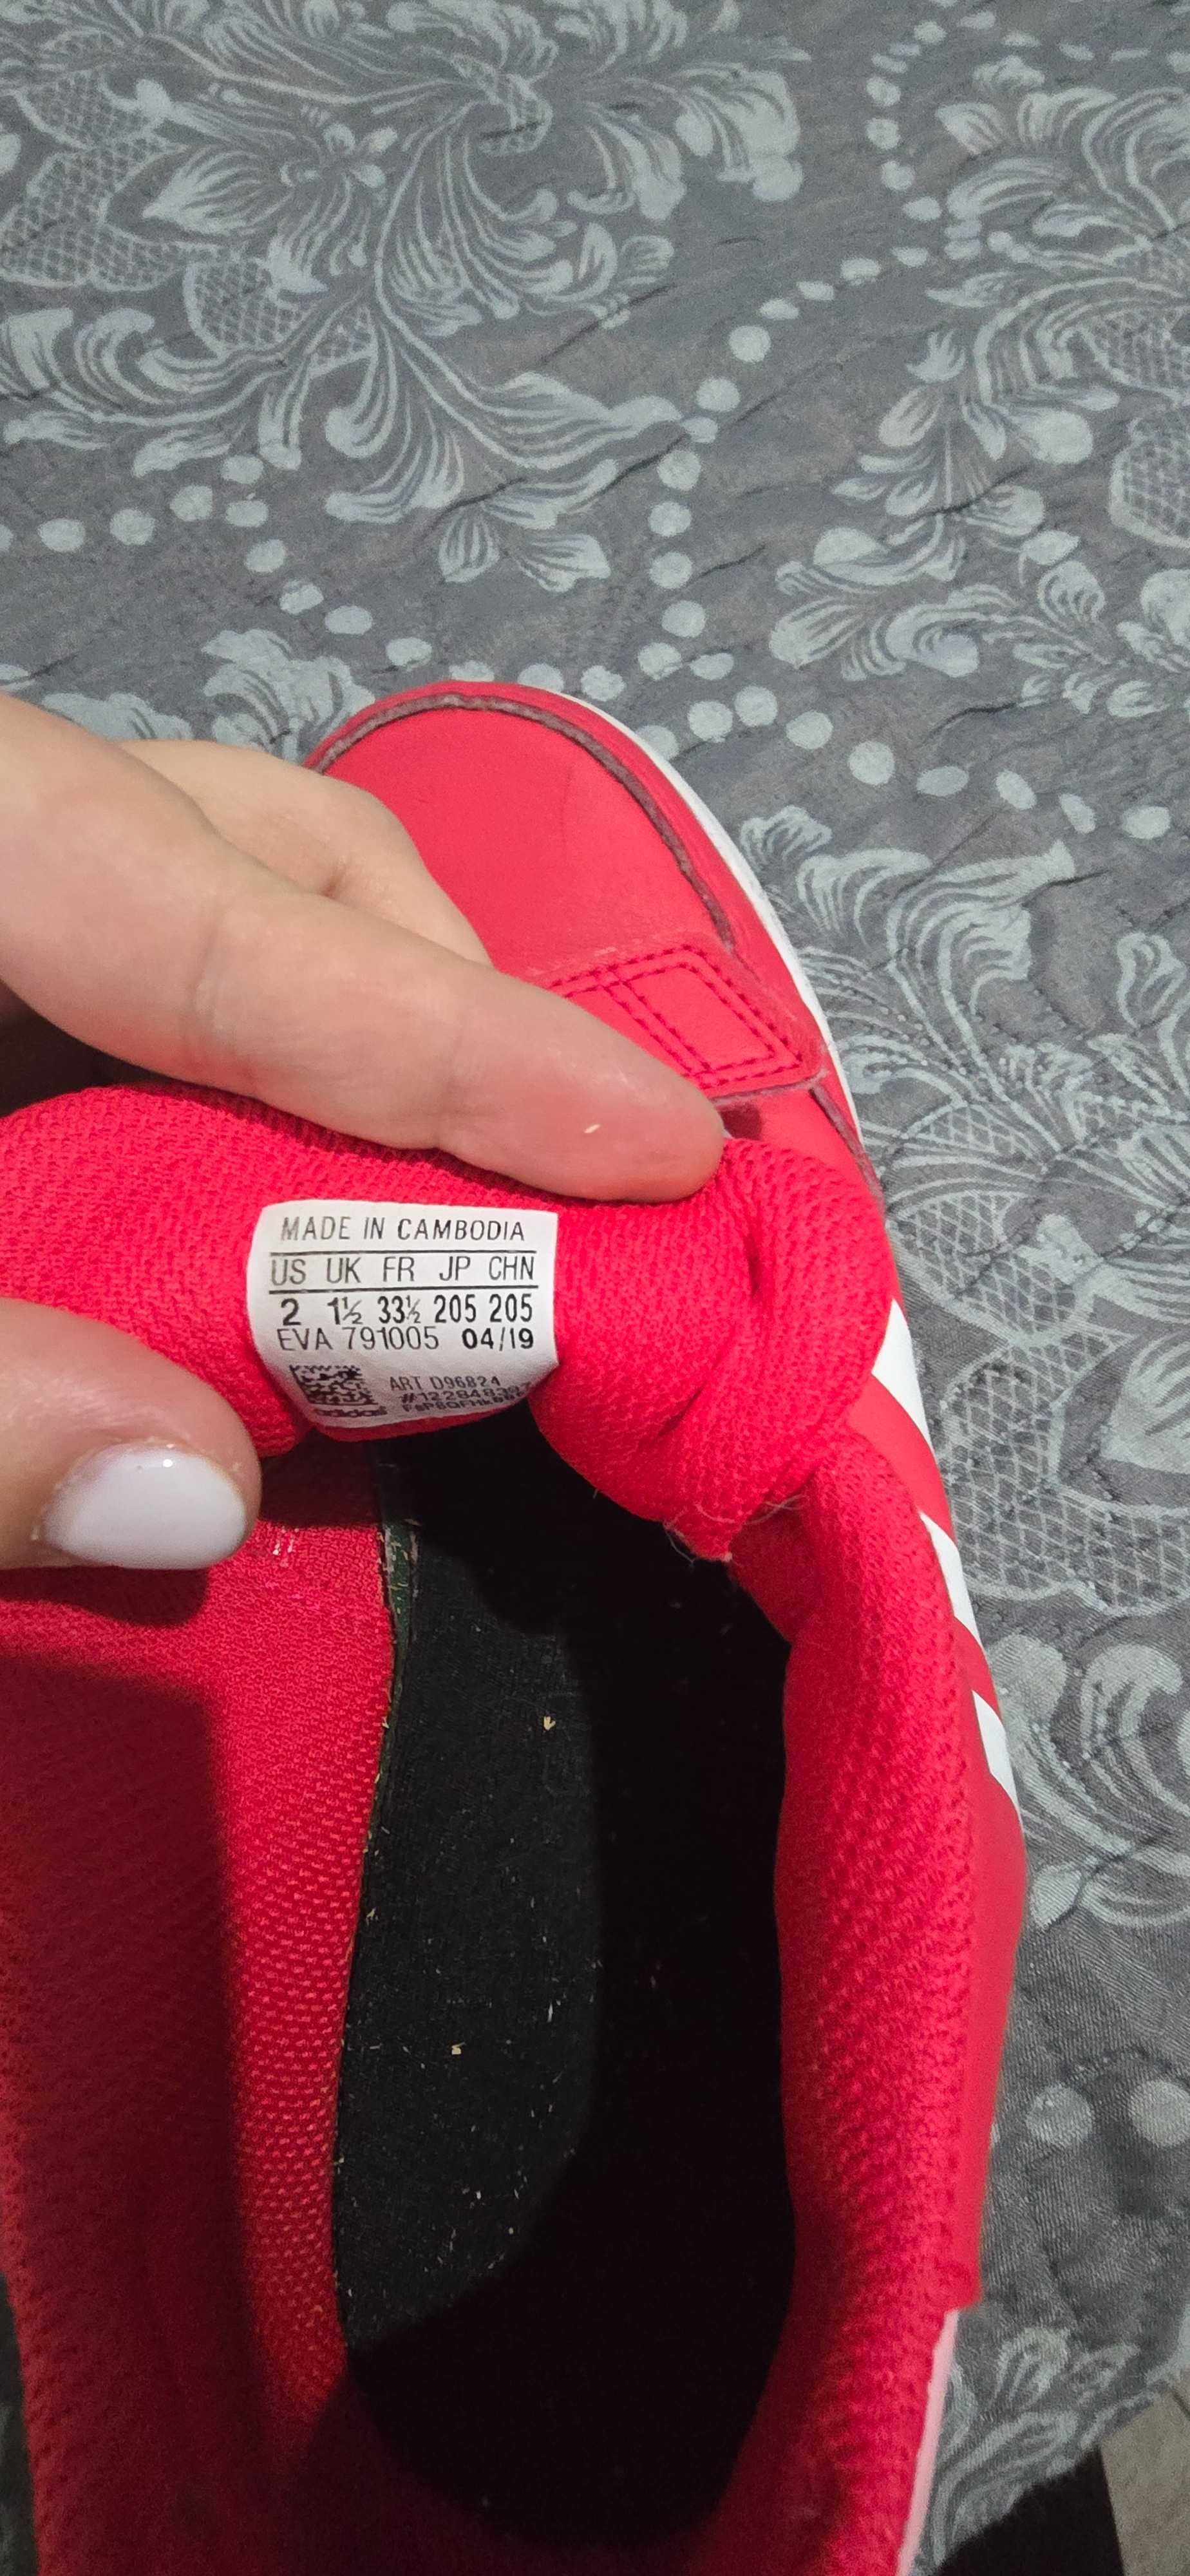 MADE IN CAMBODIA
US UK FR JP CHN
2 1½ 33½ 205 205
EVA 791005 04/19
ART D96824
adidas